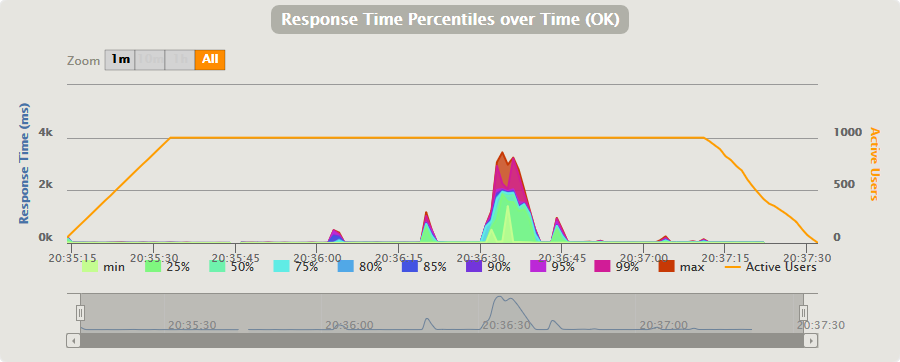 Response Time Percentiles over Time (OK)
Zoom 1m 10m 1h All
Response Time (ms)
Active Users
4k 1000
2k 500
0k 0
20:35:15 20:35:30 20:35:45 20:36:00 20:36:15 20:36:30 20:36:45 20:37:00 20:37:15 20:37:30
min 25% 50% 75% 80% 85% 90% 95% 99% max Active Users
20:35:30 20:36:00 20:36:30 20:37:00 20:37:30